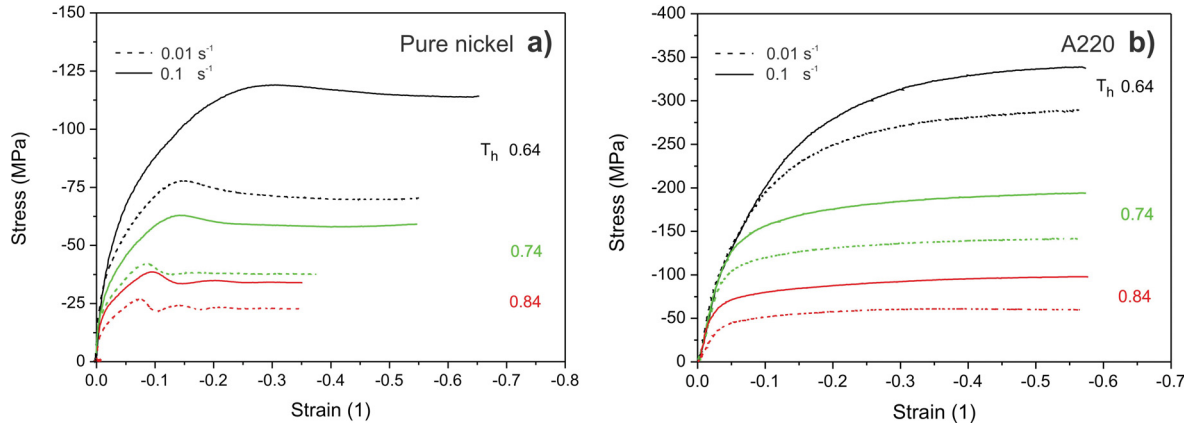 Pure nickel a)
0.01 s-1
0.1 s-1
Th 0.64
0.74
0.84
-150
-125
-100
-75
-50
-25
0
Stress (MPa)
0.0 -0.1 -0.2 -0.3 -0.4 -0.5 -0.6 -0.7 -0.8
Strain (1)
A220 b)
0.01 s-1
0.1 s-1
Th 0.64
0.74
0.84
-400
-350
-300
-250
-200
-150
-100
-50
0
Stress (MPa)
0.0 -0.1 -0.2 -0.3 -0.4 -0.5 -0.6 -0.7
Strain (1)